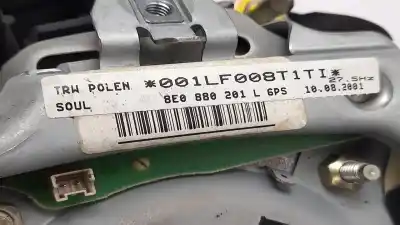 TRW POLEN *001LF008T1TI*
27.5Hz
SOUL 8E0 880 201 L 6PS 10.08.2001